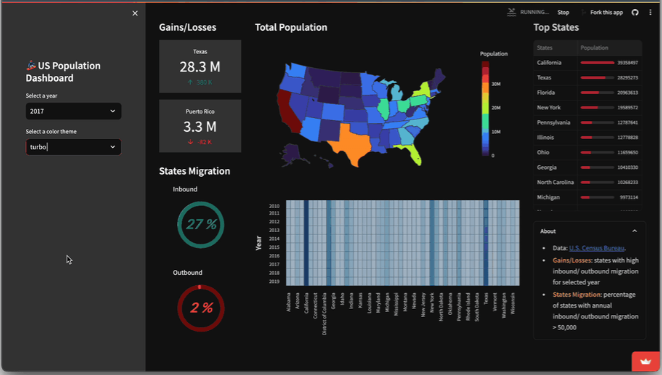 RUNNING...
Stop
Fork this app
US Population
Dashboard
Select a year
2017
Select a color theme
turbo
Gains/Losses
Texas
28.3 M
Puerto Rico
3.3 M
States Migration
Inbound
27 %
Outbound
2 %
Total Population
Population
30M
20M
10M
0
Year
2010
2011
2012
2013
2014
2015
2016
2017
2018
2019
Alabama
Arizona
California
Connecticut
District of Columbia
Georgia
Idaho
Indiana
Kansas
Louisiana
Maryland
Michigan
Mississippi
Montana
Nevada
New Jersey
New York
North Dakota
Oklahoma
Pennsylvania
Rhode Island
South Dakota
Texas
Vermont
Washington
Wisconsin
Top States
States Population
California 39358497
Texas 28295273
Florida 20963613
New York 19589572
Pennsylvania 12787641
Illinois 12778828
Ohio
Georgia 10410330
North Carolina 10268233
Michigan 9973114
About
Data: U.S. Census Bureau.
Gains/Losses: states with high
inbound/ outbound migration
for selected year
States Migration: percentage
of states with annual
inbound/ outbound migration
> 50,000